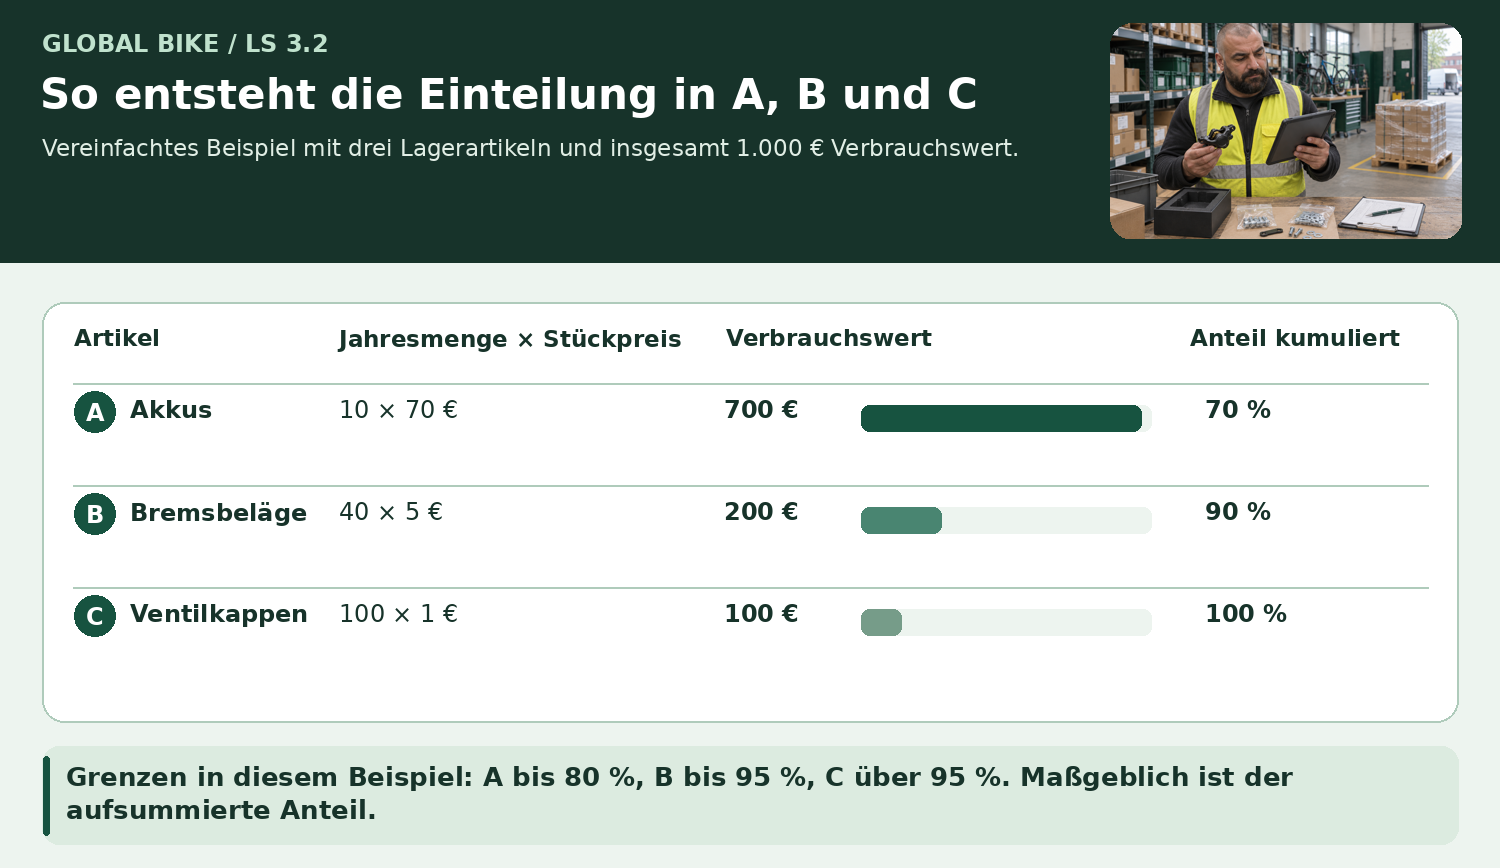 GLOBAL BIKE / LS 3.2
So entsteht die Einteilung in A, B und C
Vereinfachtes Beispiel mit drei Lagerartikeln und insgesamt 1.000 € Verbrauchswert.
Artikel Jahresmenge × Stückpreis Verbrauchswert Anteil kumuliert
A Akkus 10 × 70 € 700 € 70 %
B Bremsbeläge 40 × 5 € 200 € 90 %
C Ventilkappen 100 × 1 € 100 € 100 %
Grenzen in diesem Beispiel: A bis 80 %, B bis 95 %, C über 95 %. Maßgeblich ist der
aufsummierte Anteil.